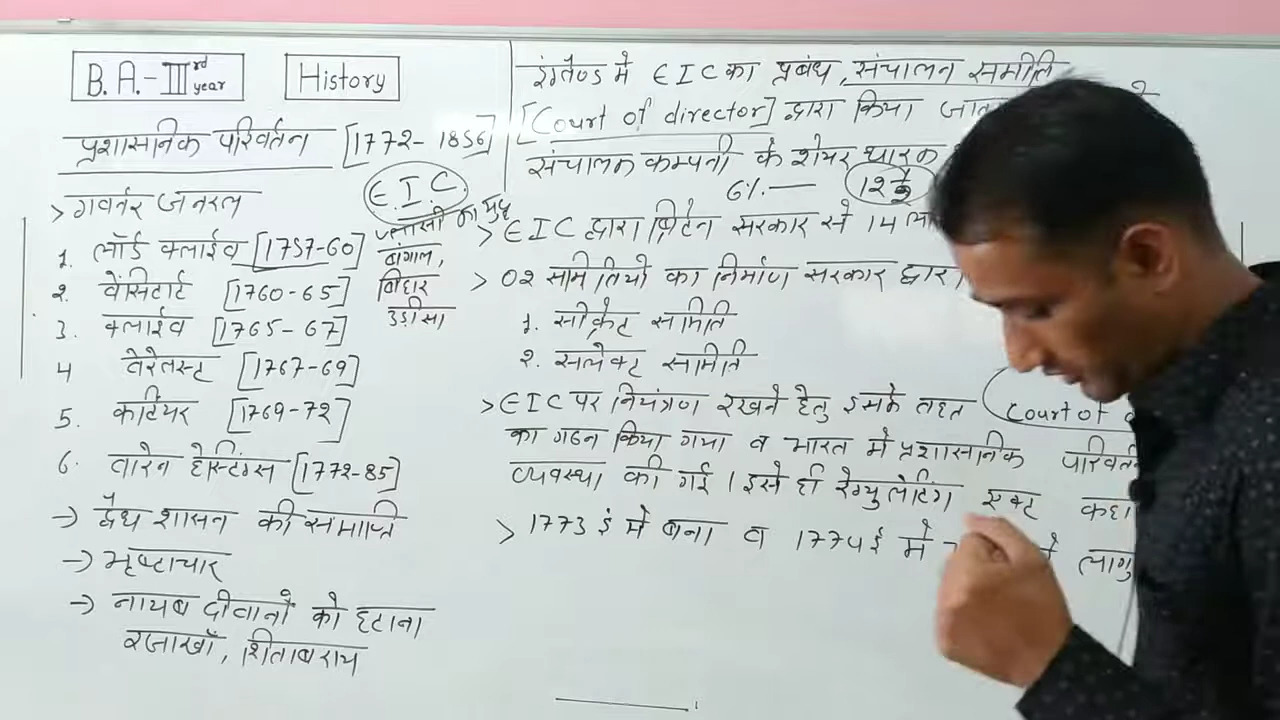 B. A. - III rd year
History
प्रशासनिक परिवर्तन [1772- 1856]
> गवर्नर जनरल
E.I.C.
प्लासी का युद्ध
बंगाल,
बिहार
उड़ीसा
1. लॉर्ड क्लाईव [1757-60]
2. वेंसिटार्ट [1760-65]
3. क्लाईव [1765-67]
4 वेरेलस्ट [1767-69]
5. कार्टियर [1769-72]
6. वारेन हेस्टिंग्स [1772-85]
→ द्वैध शासन की समाप्ति
→ भृष्टाचार
→ नायब दीवानों को हटाना
रजाखाँ, शिताबराय
इंग्लैण्ड में EIC का प्रबंध, संचालन समीति
[Court of director] द्वारा किया
संचालक कम्पनी के शेयर धारक
6% — 12 1/2
> EIC द्वारा ब्रिटेन सरकार से 14
> 02 समितियो का निर्माण सरकार द्वारा
1. सीक्रेट समिति
2. सलेक्ट समिति
> EIC पर नियंत्रण रखने हेतु इसके तहत Court of
का गठन किया गया व भारत में प्रशासनिक
व्यवस्था की गई । इसे ही रेग्युलेटिंग एक्ट कहा
> 1773 ई में बना व 1774 ई में लागु